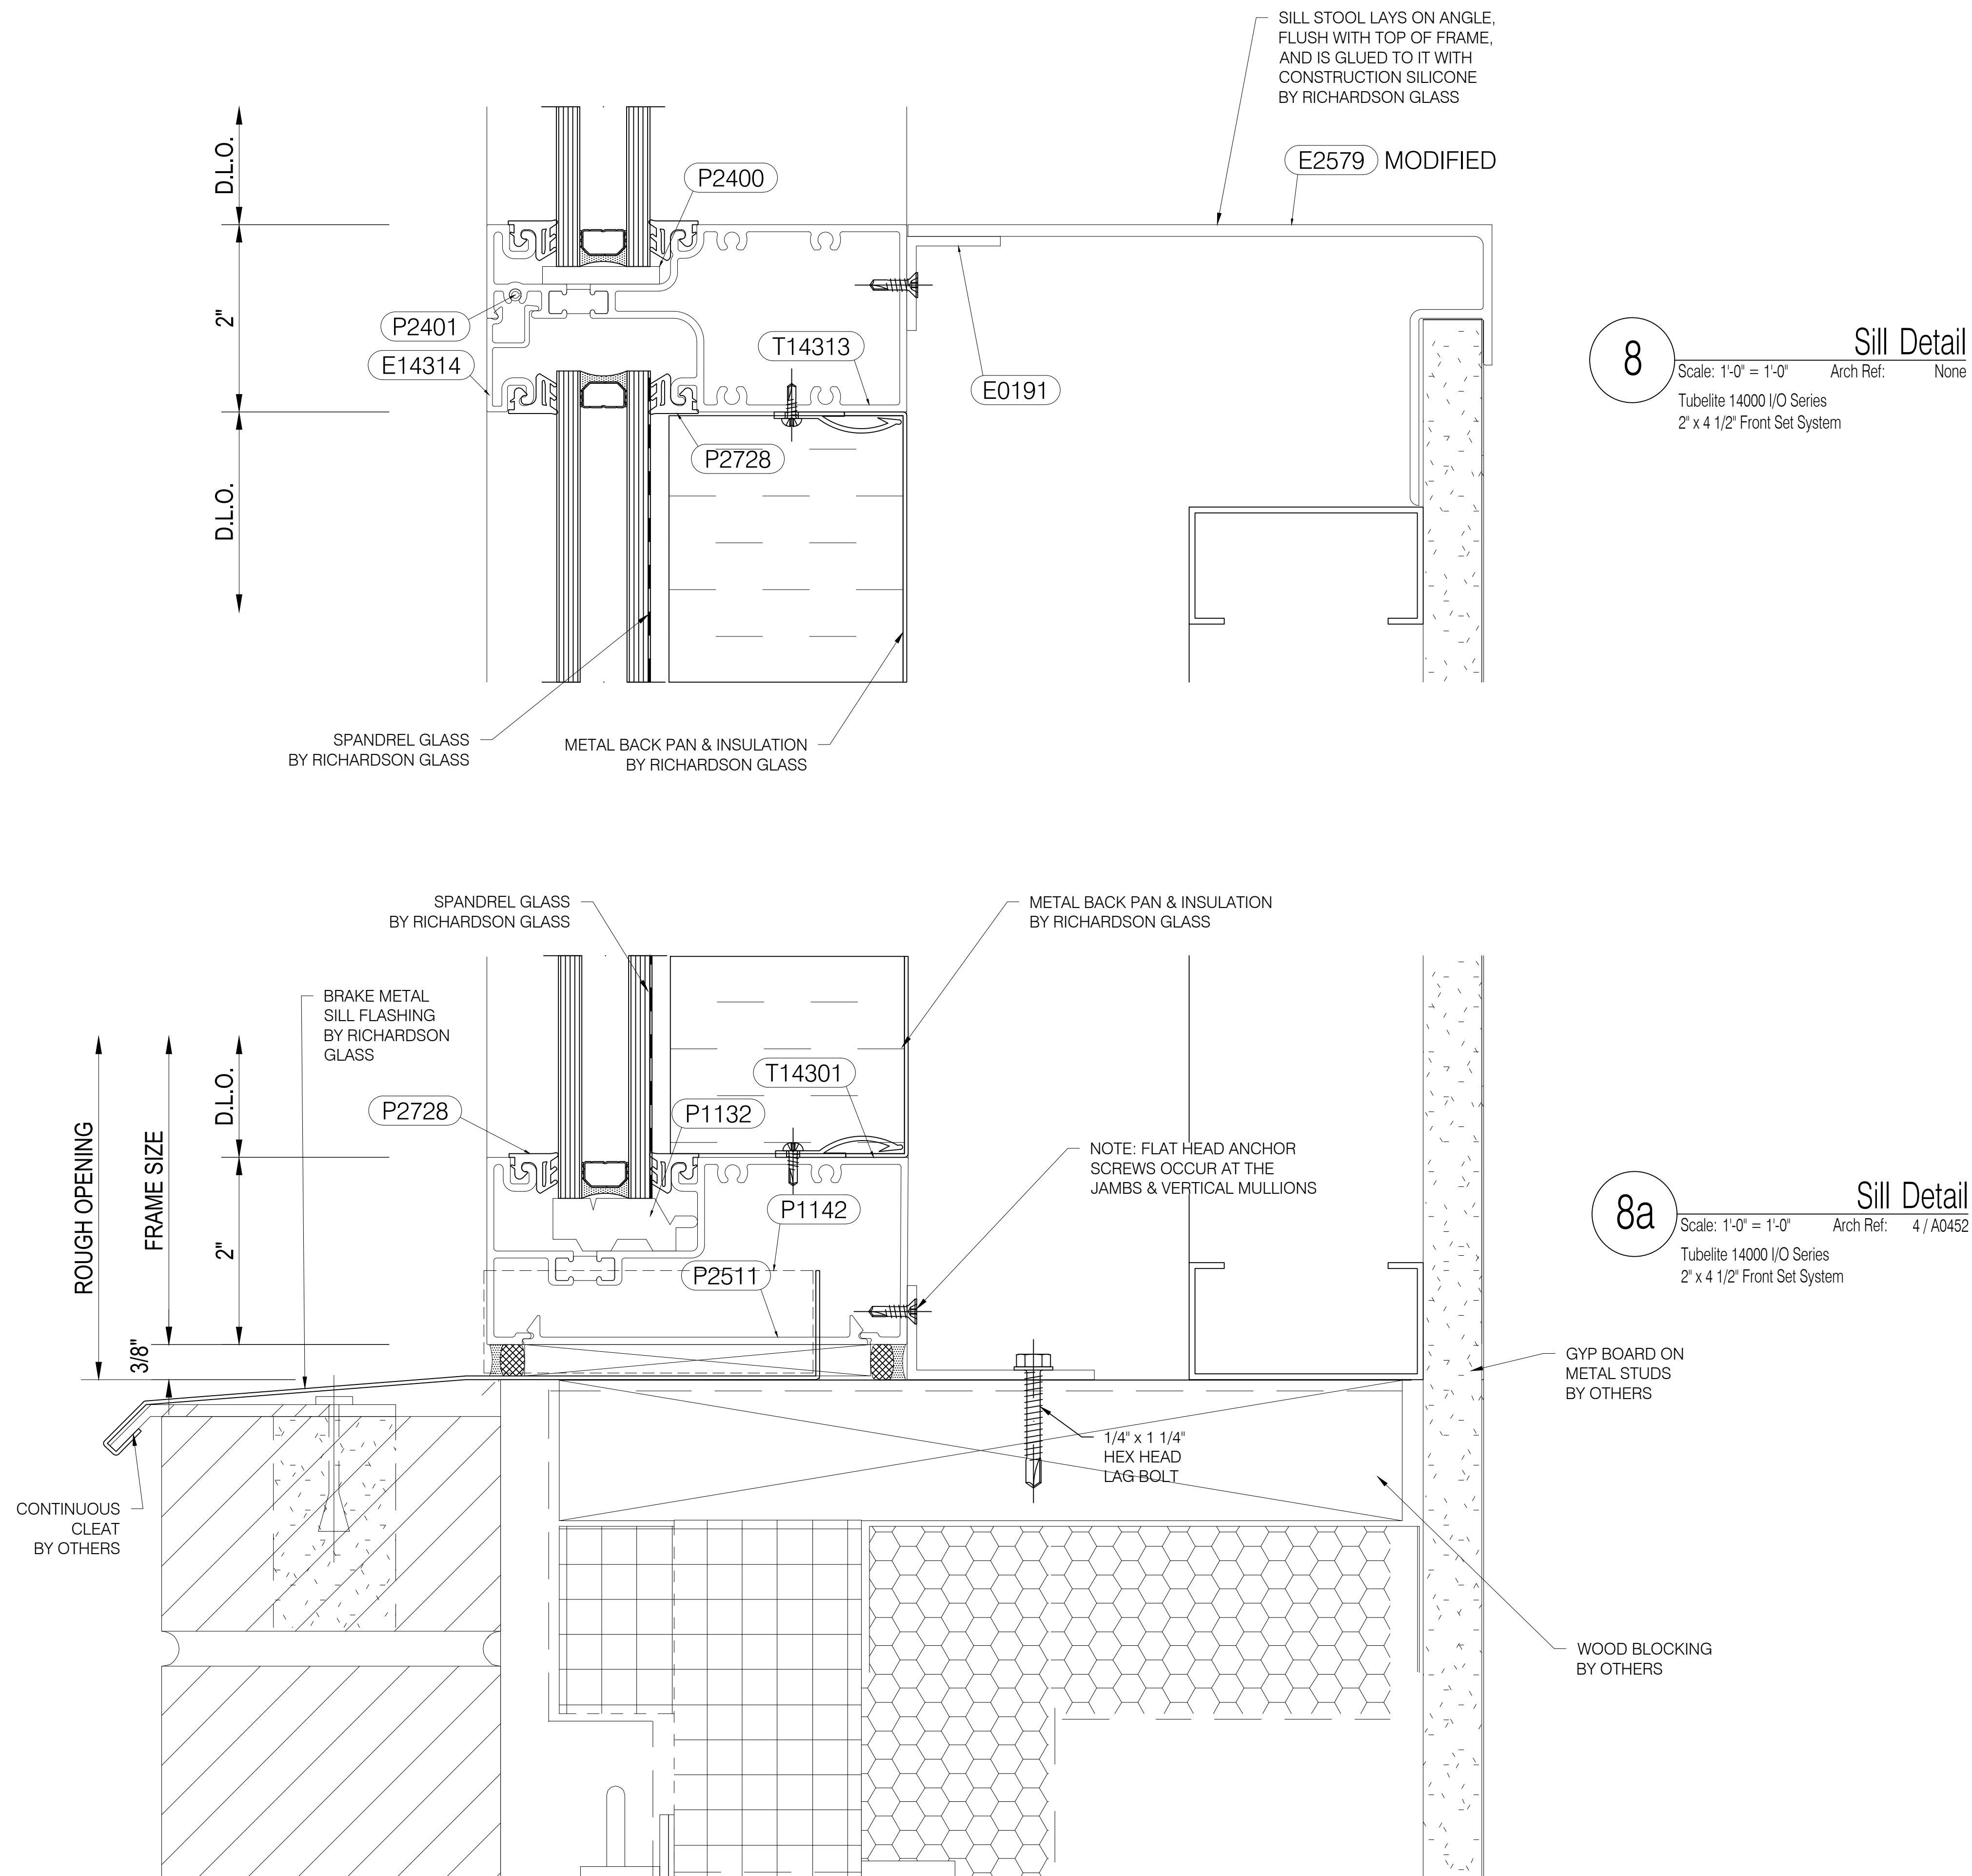 SILL STOOL LAYS ON ANGLE,
FLUSH WITH TOP OF FRAME,
AND IS GLUED TO IT WITH
CONSTRUCTION SILICONE
BY RICHARDSON GLASS
E2579 MODIFIED
D.L.O.
P2400
2"
P2401
E14314
T14313
E0191
P2728
D.L.O.
8
Sill Detail
Scale: 1'-0" = 1'-0" Arch Ref: None
Tubelite 14000 I/O Series
2" x 4 1/2" Front Set System
SPANDREL GLASS
BY RICHARDSON GLASS
METAL BACK PAN & INSULATION
BY RICHARDSON GLASS
SPANDREL GLASS
BY RICHARDSON GLASS
METAL BACK PAN & INSULATION
BY RICHARDSON GLASS
BRAKE METAL
SILL FLASHING
BY RICHARDSON
GLASS
ROUGH OPENING
FRAME SIZE
D.L.O.
2"
3/8"
P2728
T14301
P1132
P1142
P2511
NOTE: FLAT HEAD ANCHOR
SCREWS OCCUR AT THE
JAMBS & VERTICAL MULLIONS
8a
Sill Detail
Scale: 1'-0" = 1'-0" Arch Ref: 4 / A0452
Tubelite 14000 I/O Series
2" x 4 1/2" Front Set System
GYP BOARD ON
METAL STUDS
BY OTHERS
1/4" x 1 1/4"
HEX HEAD
LAG BOLT
CONTINUOUS
CLEAT
BY OTHERS
WOOD BLOCKING
BY OTHERS